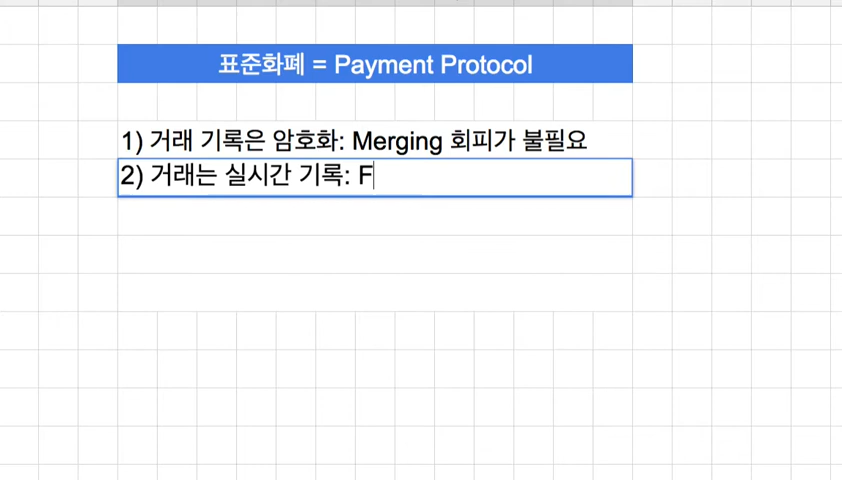 표준화폐 = Payment Protocol
1) 거래 기록은 암호화: Merging 회피가 불필요
2) 거래는 실시간 기록: F